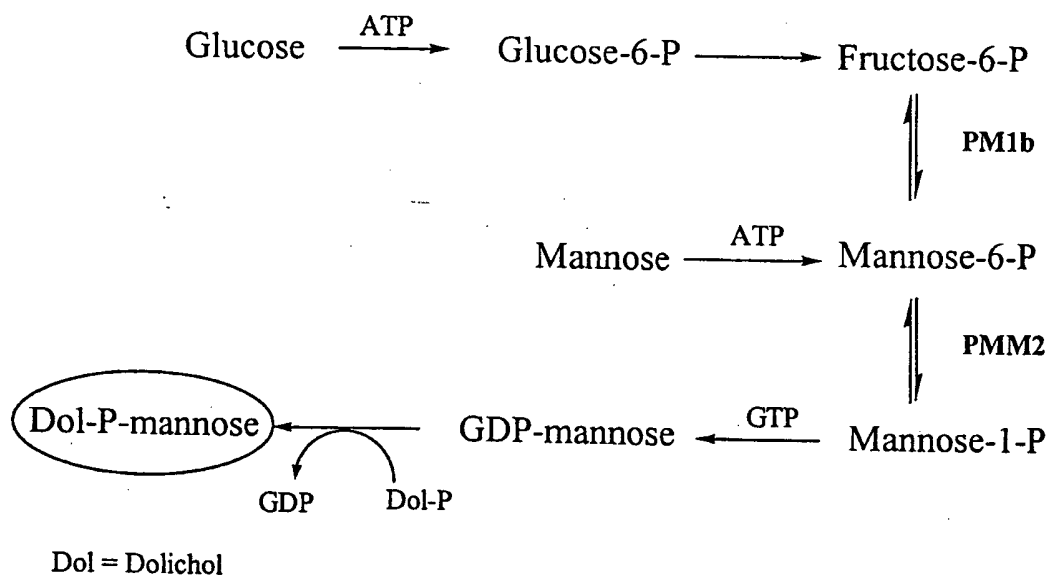 ATP
Glucose Glucose-6-P Fructose-6-P
PM1b
ATP
Mannose Mannose-6-P
PMM2
GTP
Dol-P-mannose GDP-mannose Mannose-1-P
GDP Dol-P
Dol = Dolichol